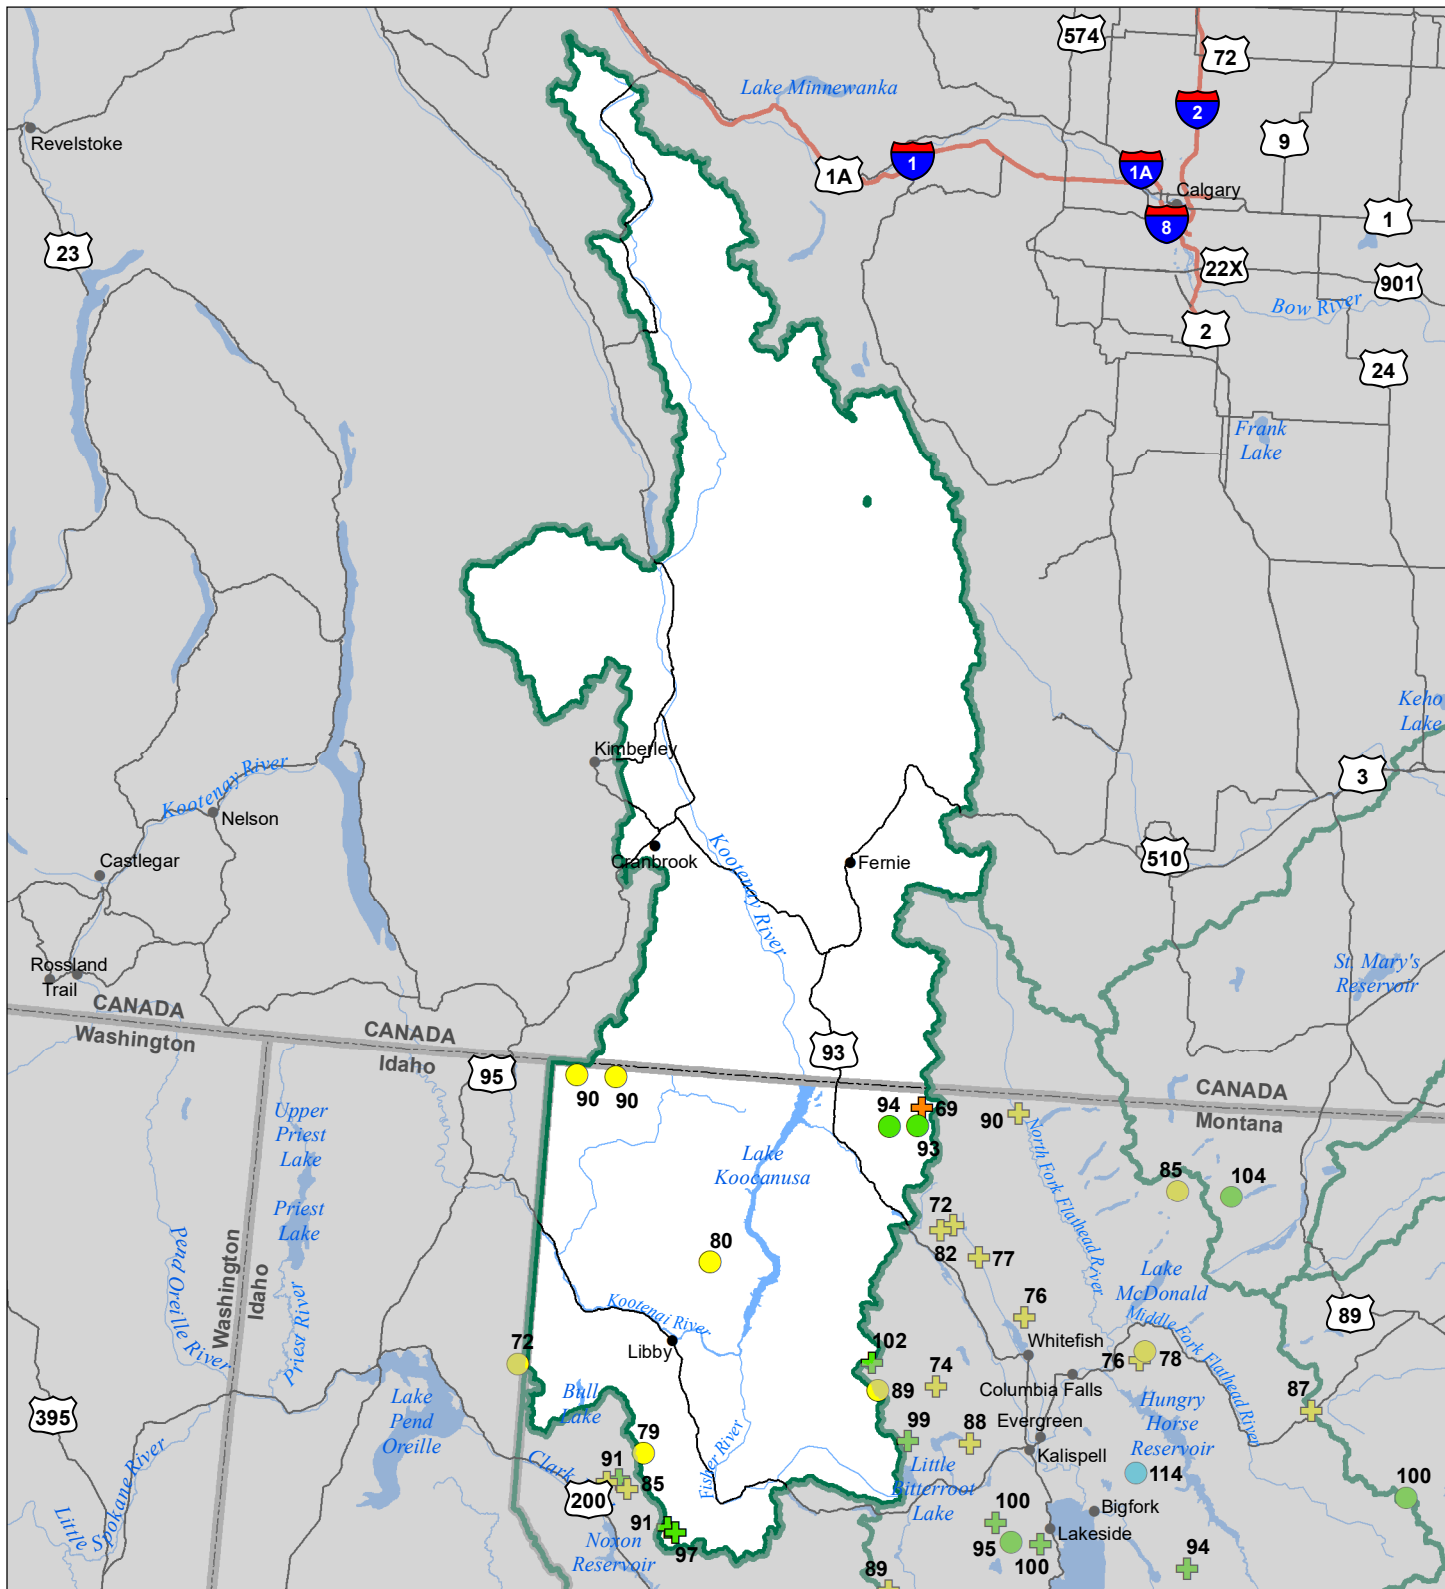 574
72
Lake Minnewanka
2
9
Revelstoke
1
1A
1A
Calgary
8
1
23
22X
901
Bow River
2
24
Frank
Lake
Keho
Lake
Kimberley
3
Kootenay River
Nelson
Kootenay River
Cranbrook
Fernie
510
Castlegar
Rossland
Trail
St. Mary's
Reservoir
CANADA
Washington
CANADA
Idaho
95
93
CANADA
Montana
90
90
94
69
93
90
Upper
Priest
Lake
Lake
Koocanusa
North Fork Flathead River
85
104
Priest
Lake
72
82
77
80
Pend Oreille River
Washington
Idaho
Priest River
Lake
McDonald
Middle Fork Flathead River
89
Kootenai River
76
Whitefish
Libby
72
102
74
76
78
Columbia Falls
89
Bull
Lake
Lake
Pend
Oreille
395
87
Hungry
Horse
Reservoir
Evergreen
99
88
Kalispell
79
Clark
91
85
200
Fisher River
Little
Bitterroot
Lake
114
100
Little
Spokane River
100
Bigfork
Lakeside
91
97
Noxon
Reservoir
95
100
94
89